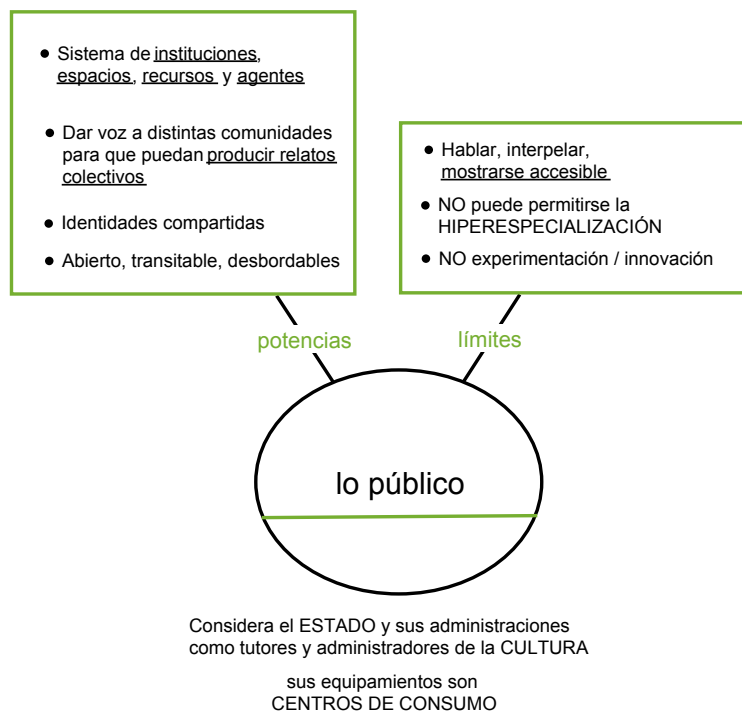 ● Sistema de instituciones,
espacios, recursos y agentes
● Dar voz a distintas comunidades
para que puedan producir relatos
colectivos
● Identidades compartidas
● Abierto, transitable, desbordables
● Hablar, interpelar,
mostrarse accesible
● NO puede permitirse la
HIPERESPECIALIZACIÓN
● NO experimentación / innovación
potencias
límites
lo público
Considera el ESTADO y sus administraciones
como tutores y administradores de la CULTURA
sus equipamientos son
CENTROS DE CONSUMO